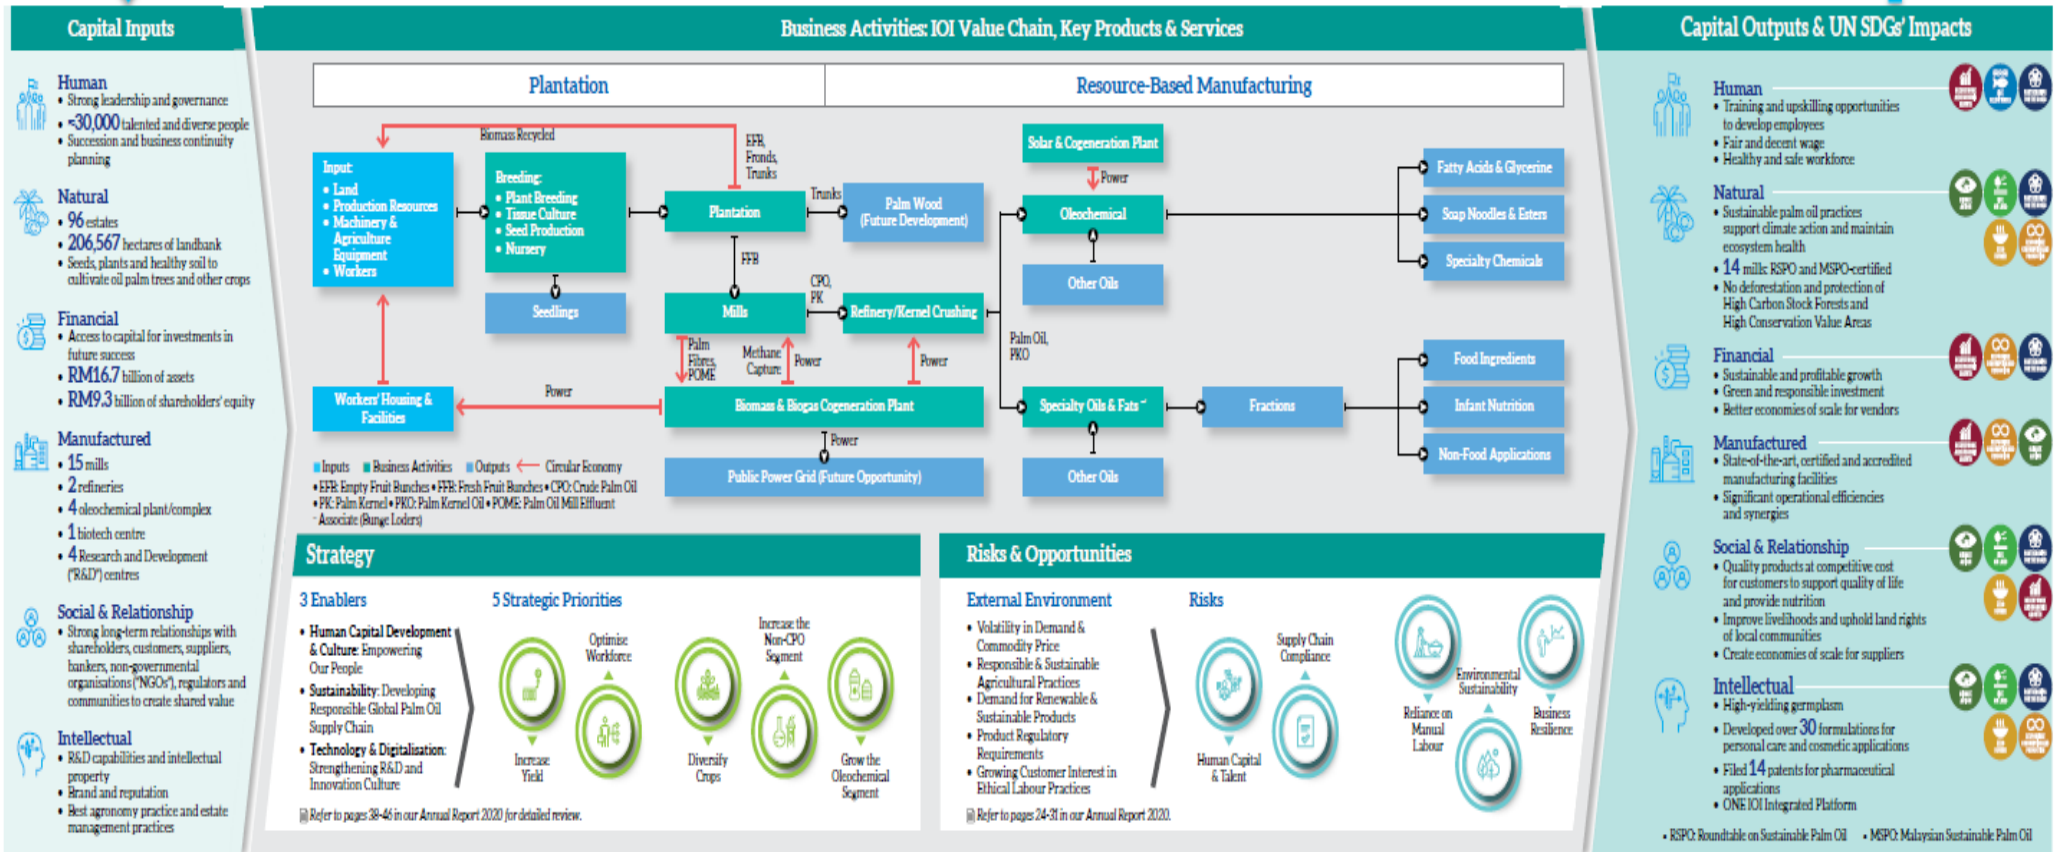 Capital Inputs
Human
• Strong leadership and governance
• ≈30,000 talented and diverse people
• Succession and business continuity
planning
Natural
• 96 estates
• 206,567 hectares of landbank
• Seeds, plants and healthy soil to
cultivate oil palm trees and other crops
Financial
• Access to capital for investments in
future success
• RM16.7 billion of assets
• RM9.3 billion of shareholders' equity
Manufactured
• 15 mills
• 2 refineries
• 4 oleochemical plant/complex
• 1 biotech centre
• 4 Research and Development
("R&D") centres
Social & Relationship
• Strong long-term relationships with
shareholders, customers, suppliers,
bankers, non-governmental
organisations ("NGOs"), regulators and
communities to create shared value
Intellectual
• R&D capabilities and intellectual
property
• Brand and reputation
• Best agronomy practice and estate
management practices
Business Activities: IOI Value Chain, Key Products & Services
Plantation
Resource-Based Manufacturing
Biomass Recycled
EFB,
Fronds,
Trunks
Input:
• Land
• Production Resources
• Machinery &
Agriculture
Equipment
• Workers
Breeding:
• Plant Breeding
• Tissue Culture
• Seed Production
• Nursery
Seedlings
Plantation
Trunks
Palm Wood
(Future Development)
FFB
Mills
CPO,
PK
Refinery/Kernel Crushing
Palm
Fibres,
POME
Methane
Capture
Power
Power
Workers' Housing &
Facilities
Power
Biomass & Biogas Cogeneration Plant
Power
Public Power Grid (Future Opportunity)
Solar & Cogeneration Plant
Power
Oleochemical
Other Oils
Palm Oil,
PKO
Specialty Oils & Fats
Other Oils
Fractions
Fatty Acids & Glycerine
Soap Noodles & Esters
Specialty Chemicals
Food Ingredients
Infant Nutrition
Non-Food Applications
Inputs Business Activities Outputs Circular Economy
• EFB: Empty Fruit Bunches • FFB: Fresh Fruit Bunches • CPO: Crude Palm Oil
• PK: Palm Kernel • PKO: Palm Kernel Oil • POME: Palm Oil Mill Effluent
Associate (Bunge Loders)
Strategy
3 Enablers
• Human Capital Development
& Culture: Empowering
Our People
• Sustainability: Developing
Responsible Global Palm Oil
Supply Chain
• Technology & Digitalisation:
Strengthening R&D and
Innovation Culture
5 Strategic Priorities
Increase
Yield
Optimise
Workforce
Diversify
Crops
Increase the
Non-CPO
Segment
Grow the
Oleochemical
Segment
Refer to pages 38-46 in our Annual Report 2020 for detailed review.
Risks & Opportunities
External Environment
• Volatility in Demand &
Commodity Price
• Responsible & Sustainable
Agricultural Practices
• Demand for Renewable &
Sustainable Products
• Product Regulatory
Requirements
• Growing Customer Interest in
Ethical Labour Practices
Risks
Human Capital
& Talent
Supply Chain
Compliance
Reliance on
Manual
Labour
Environmental
Sustainability
Business
Resilience
Refer to pages 24-31 in our Annual Report 2020.
Capital Outputs & UN SDGs' Impacts
Human
• Training and upskilling opportunities
to develop employees
• Fair and decent wage
• Healthy and safe workforce
Natural
• Sustainable palm oil practices
support climate action and maintain
ecosystem health
• 14 mills: RSPO and MSPO-certified
• No deforestation and protection of
High Carbon Stock Forests and
High Conservation Value Areas
Financial
• Sustainable and profitable growth
• Green and responsible investment
• Better economies of scale for vendors
Manufactured
• State-of-the-art, certified and accredited
manufacturing facilities
• Significant operational efficiencies
and synergies
Social & Relationship
• Quality products at competitive cost
for customers to support quality of life
and provide nutrition
• Improve livelihoods and uphold land rights
of local communities
• Create economies of scale for suppliers
Intellectual
• High-yielding germplasm
• Developed over 30 formulations for
personal care and cosmetic applications
• Filed 14 patents for pharmaceutical
applications
• ONE IOI Integrated Platform
• RSPO: Roundtable on Sustainable Palm Oil • MSPO: Malaysian Sustainable Palm Oil